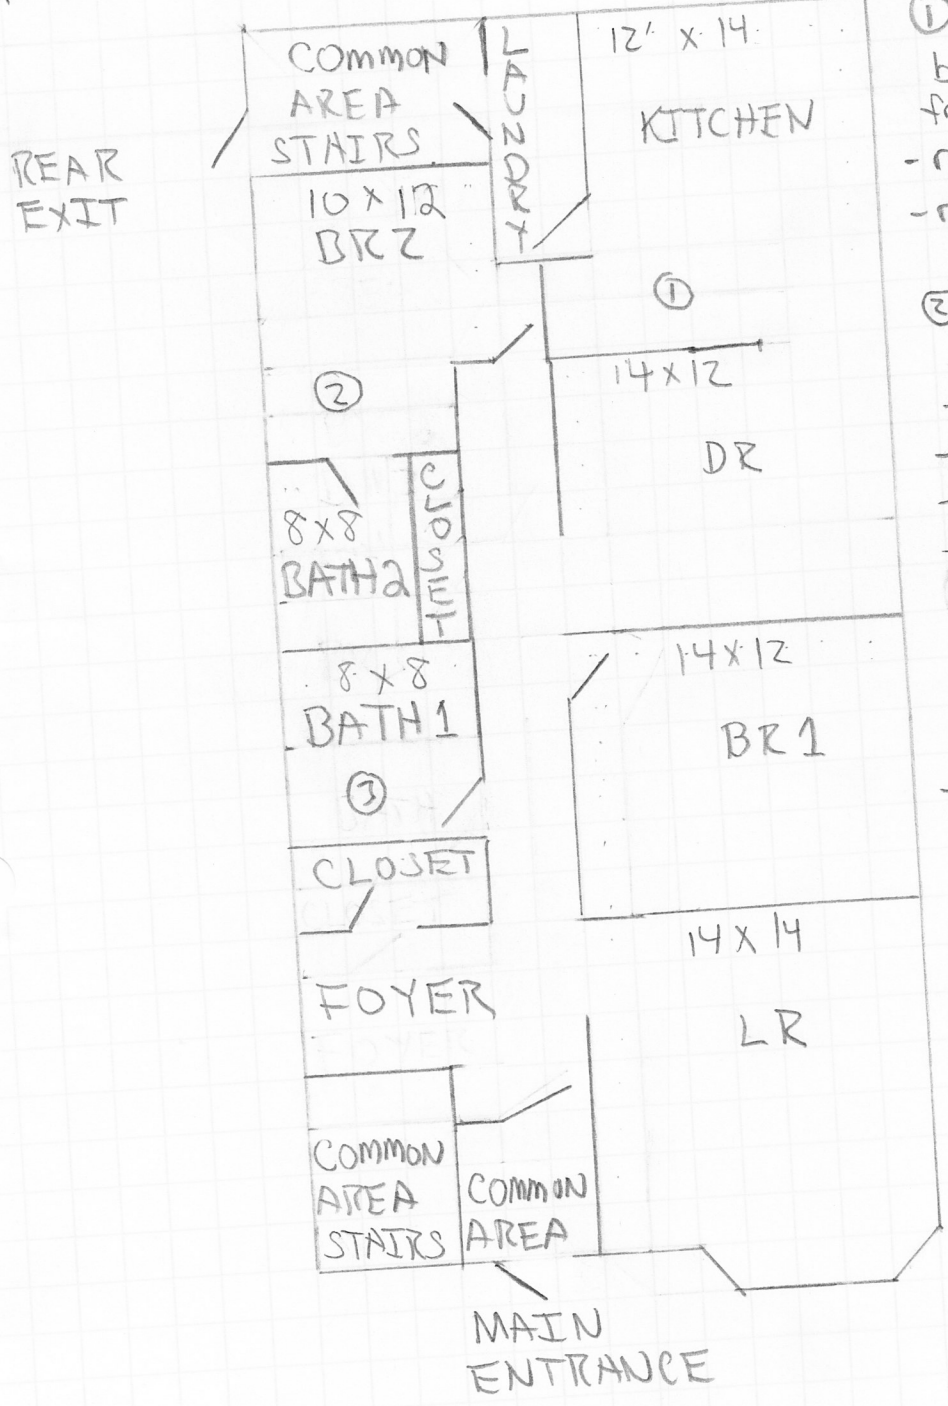 COMMON
AREA
STAIRS
LAUNDRY
12' x 14
KITCHEN
①
REAR
EXIT
10 x 12
BR2
①
②
14 x 12
DR
②
8 x 8
BATH2
CLOSET
8 x 8
BATH1
③
14 x 12
BR1
CLOSET
14 x 14
LR
FOYER
COMMON
AREA
STAIRS
COMMON
AREA
MAIN
ENTRANCE